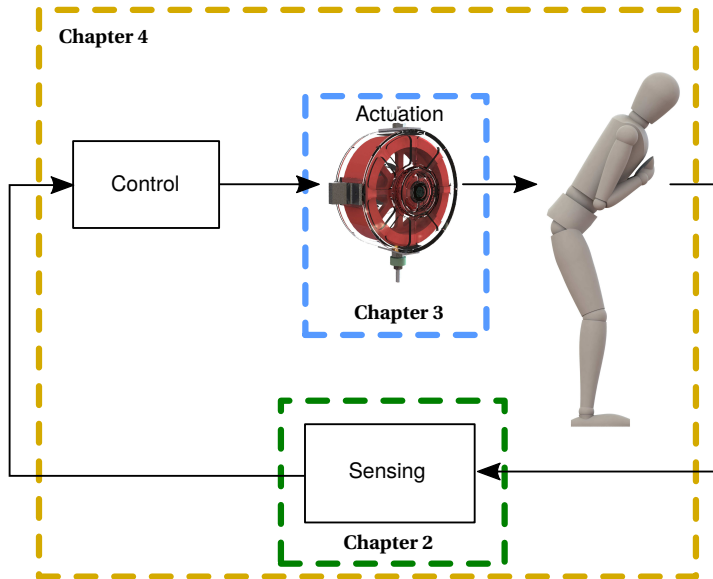 Chapter 4
Actuation
Control
Chapter 3
Sensing
Chapter 2